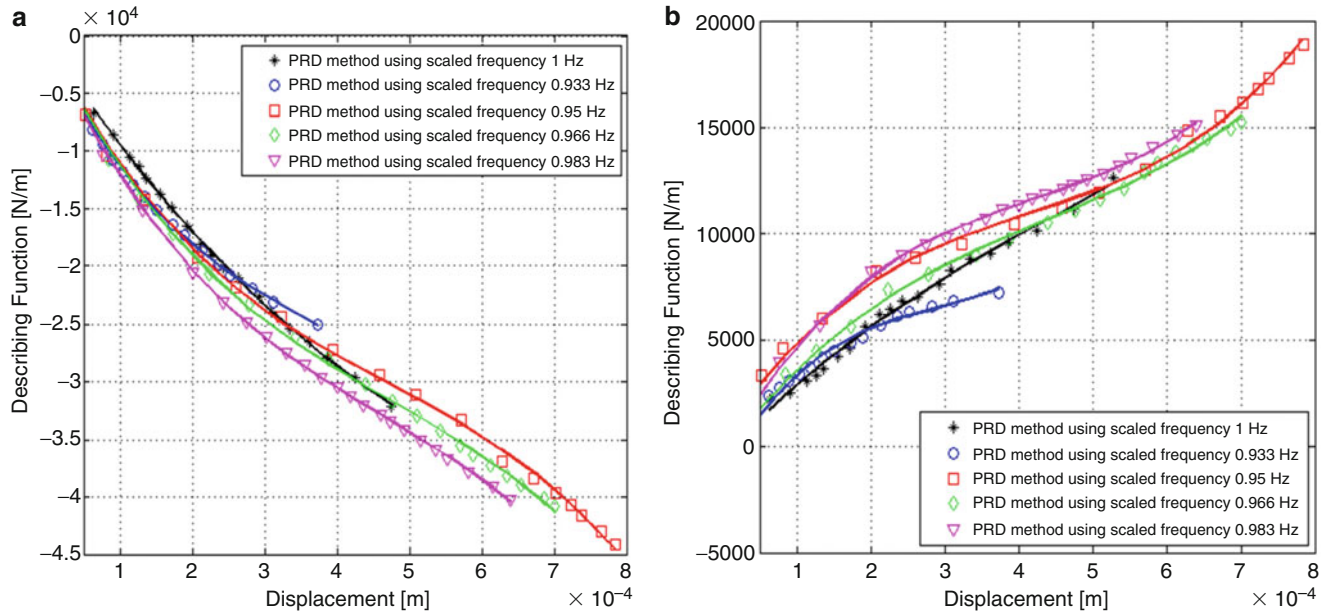 a
× 10⁴
0
−0.5
−1
−1.5
−2
−2.5
−3
−3.5
−4
−4.5
Describing Function [N/m]
PRD method using scaled frequency 1 Hz
PRD method using scaled frequency 0.933 Hz
PRD method using scaled frequency 0.95 Hz
PRD method using scaled frequency 0.966 Hz
PRD method using scaled frequency 0.983 Hz
1 2 3 4 5 6 7 8
Displacement [m]
× 10⁻⁴
b
20000
15000
10000
5000
0
−5000
Describing Function [N/m]
PRD method using scaled frequency 1 Hz
PRD method using scaled frequency 0.933 Hz
PRD method using scaled frequency 0.95 Hz
PRD method using scaled frequency 0.966 Hz
PRD method using scaled frequency 0.983 Hz
1 2 3 4 5 6 7 8
Displacement [m]
× 10⁻⁴